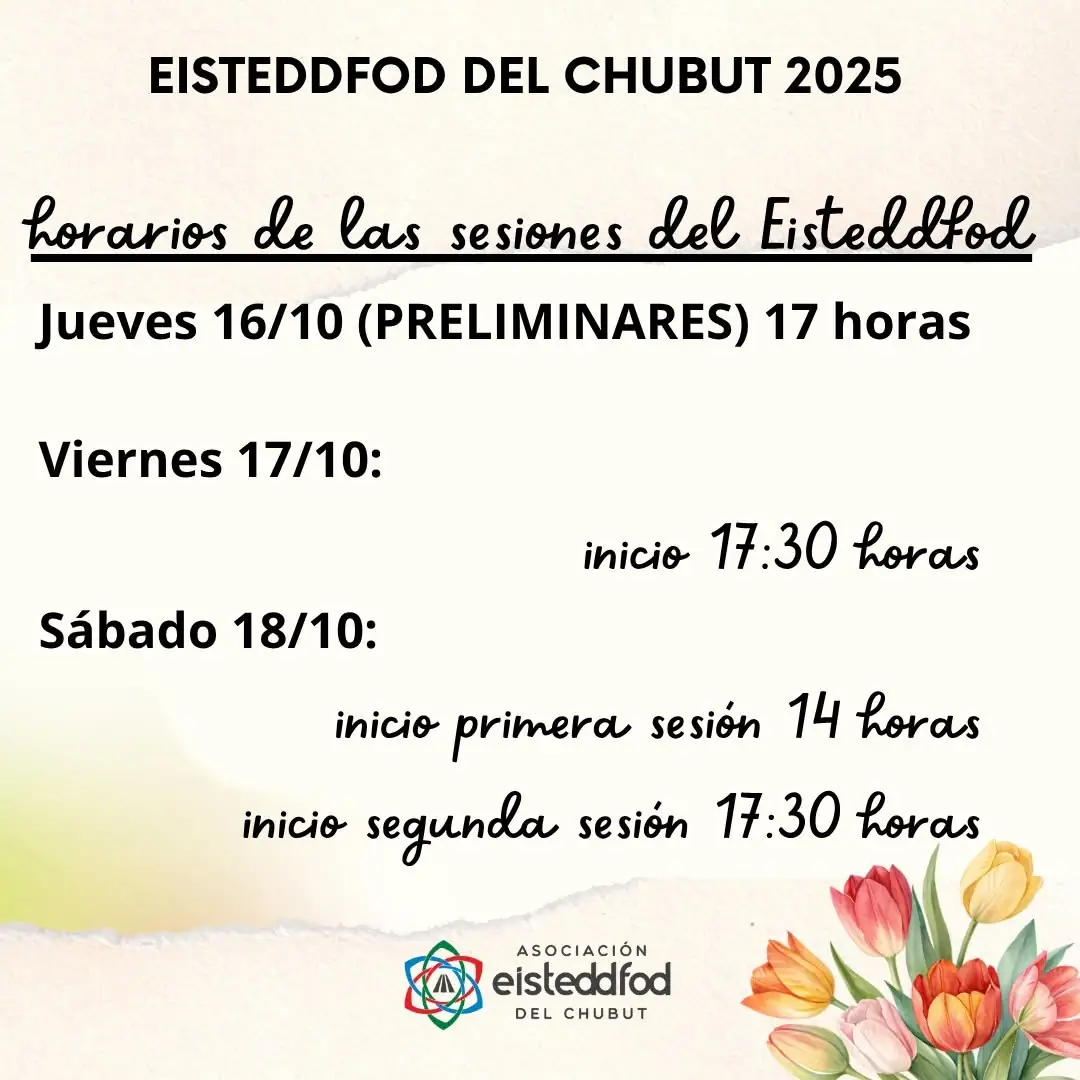 EISTEDDFOD DEL CHUBUT 2025
horarios de las sesiones del Eisteddfod
Jueves 16/10 (PRELIMINARES) 17 horas
Viernes 17/10:
inicio 17:30 horas
Sábado 18/10:
inicio primera sesión 14 horas
inicio segunda sesión 17:30 horas
ASOCIACIÓN
eisteddfod
DEL CHUBUT